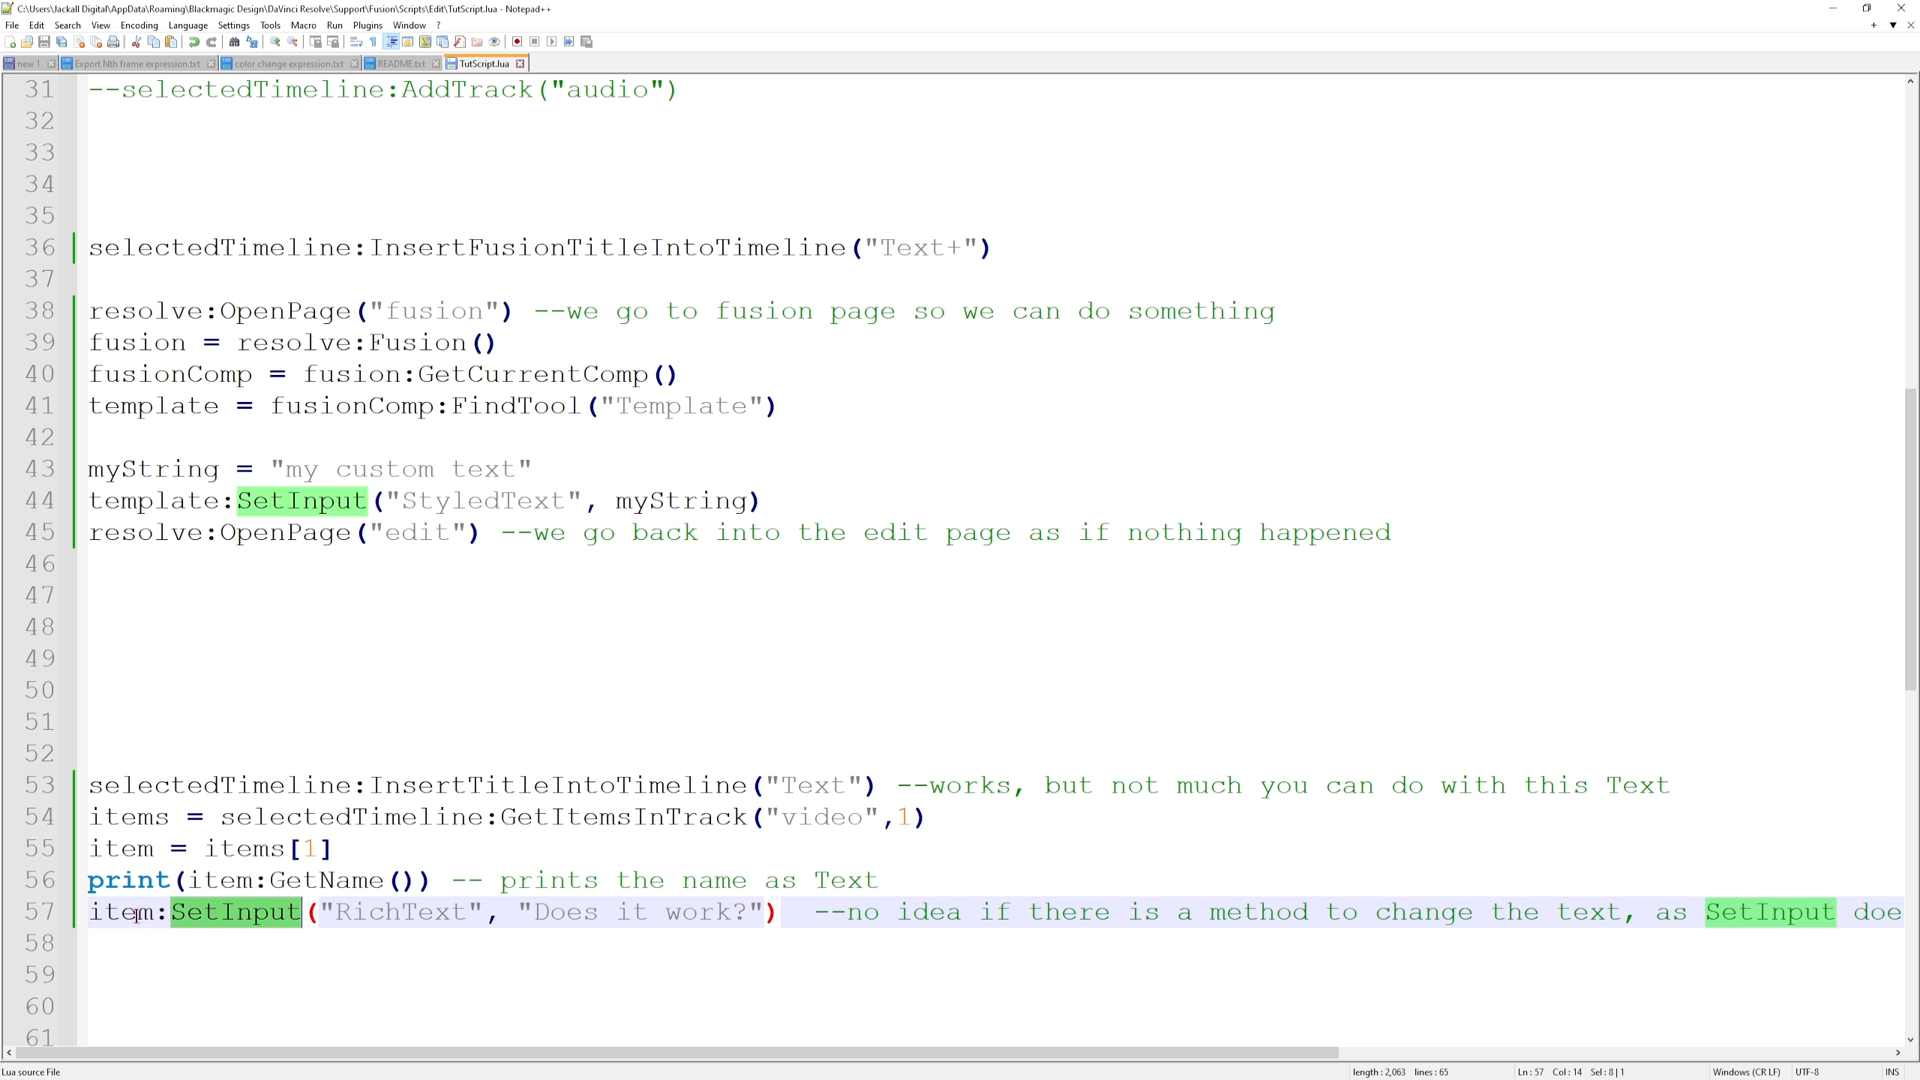 C:\Users\Jackall Digital\AppData\Roaming\Blackmagic Design\DaVinci Resolve\Support\Fusion\Scripts\Edit\TutScript.lua - Notepad++
File Edit Search View Encoding Language Settings Tools Macro Run Plugins Window ?
new 1 Export Nth frame expression.txt color change expression.txt README.txt TutScript.lua
31 --selectedTimeline:AddTrack("audio")
32
33
34
35
36 selectedTimeline:InsertFusionTitleIntoTimeline("Text+")
37
38 resolve:OpenPage("fusion") --we go to fusion page so we can do something
39 fusion = resolve:Fusion()
40 fusionComp = fusion:GetCurrentComp()
41 template = fusionComp:FindTool("Template")
42
43 myString = "my custom text"
44 template:SetInput("StyledText", myString)
45 resolve:OpenPage("edit") --we go back into the edit page as if nothing happened
46
47
48
49
50
51
52
53 selectedTimeline:InsertTitleIntoTimeline("Text") --works, but not much you can do with this Text
54 items = selectedTimeline:GetItemsInTrack("video",1)
55 item = items[1]
56 print(item:GetName()) -- prints the name as Text
57 item:SetInput("RichText", "Does it work?") --no idea if there is a method to change the text, as SetInput doe
58
59
60
61
Lua source File length : 2,063 lines : 65 Ln : 57 Col : 14 Sel : 8 | 1 Windows (CR LF) UTF-8 INS